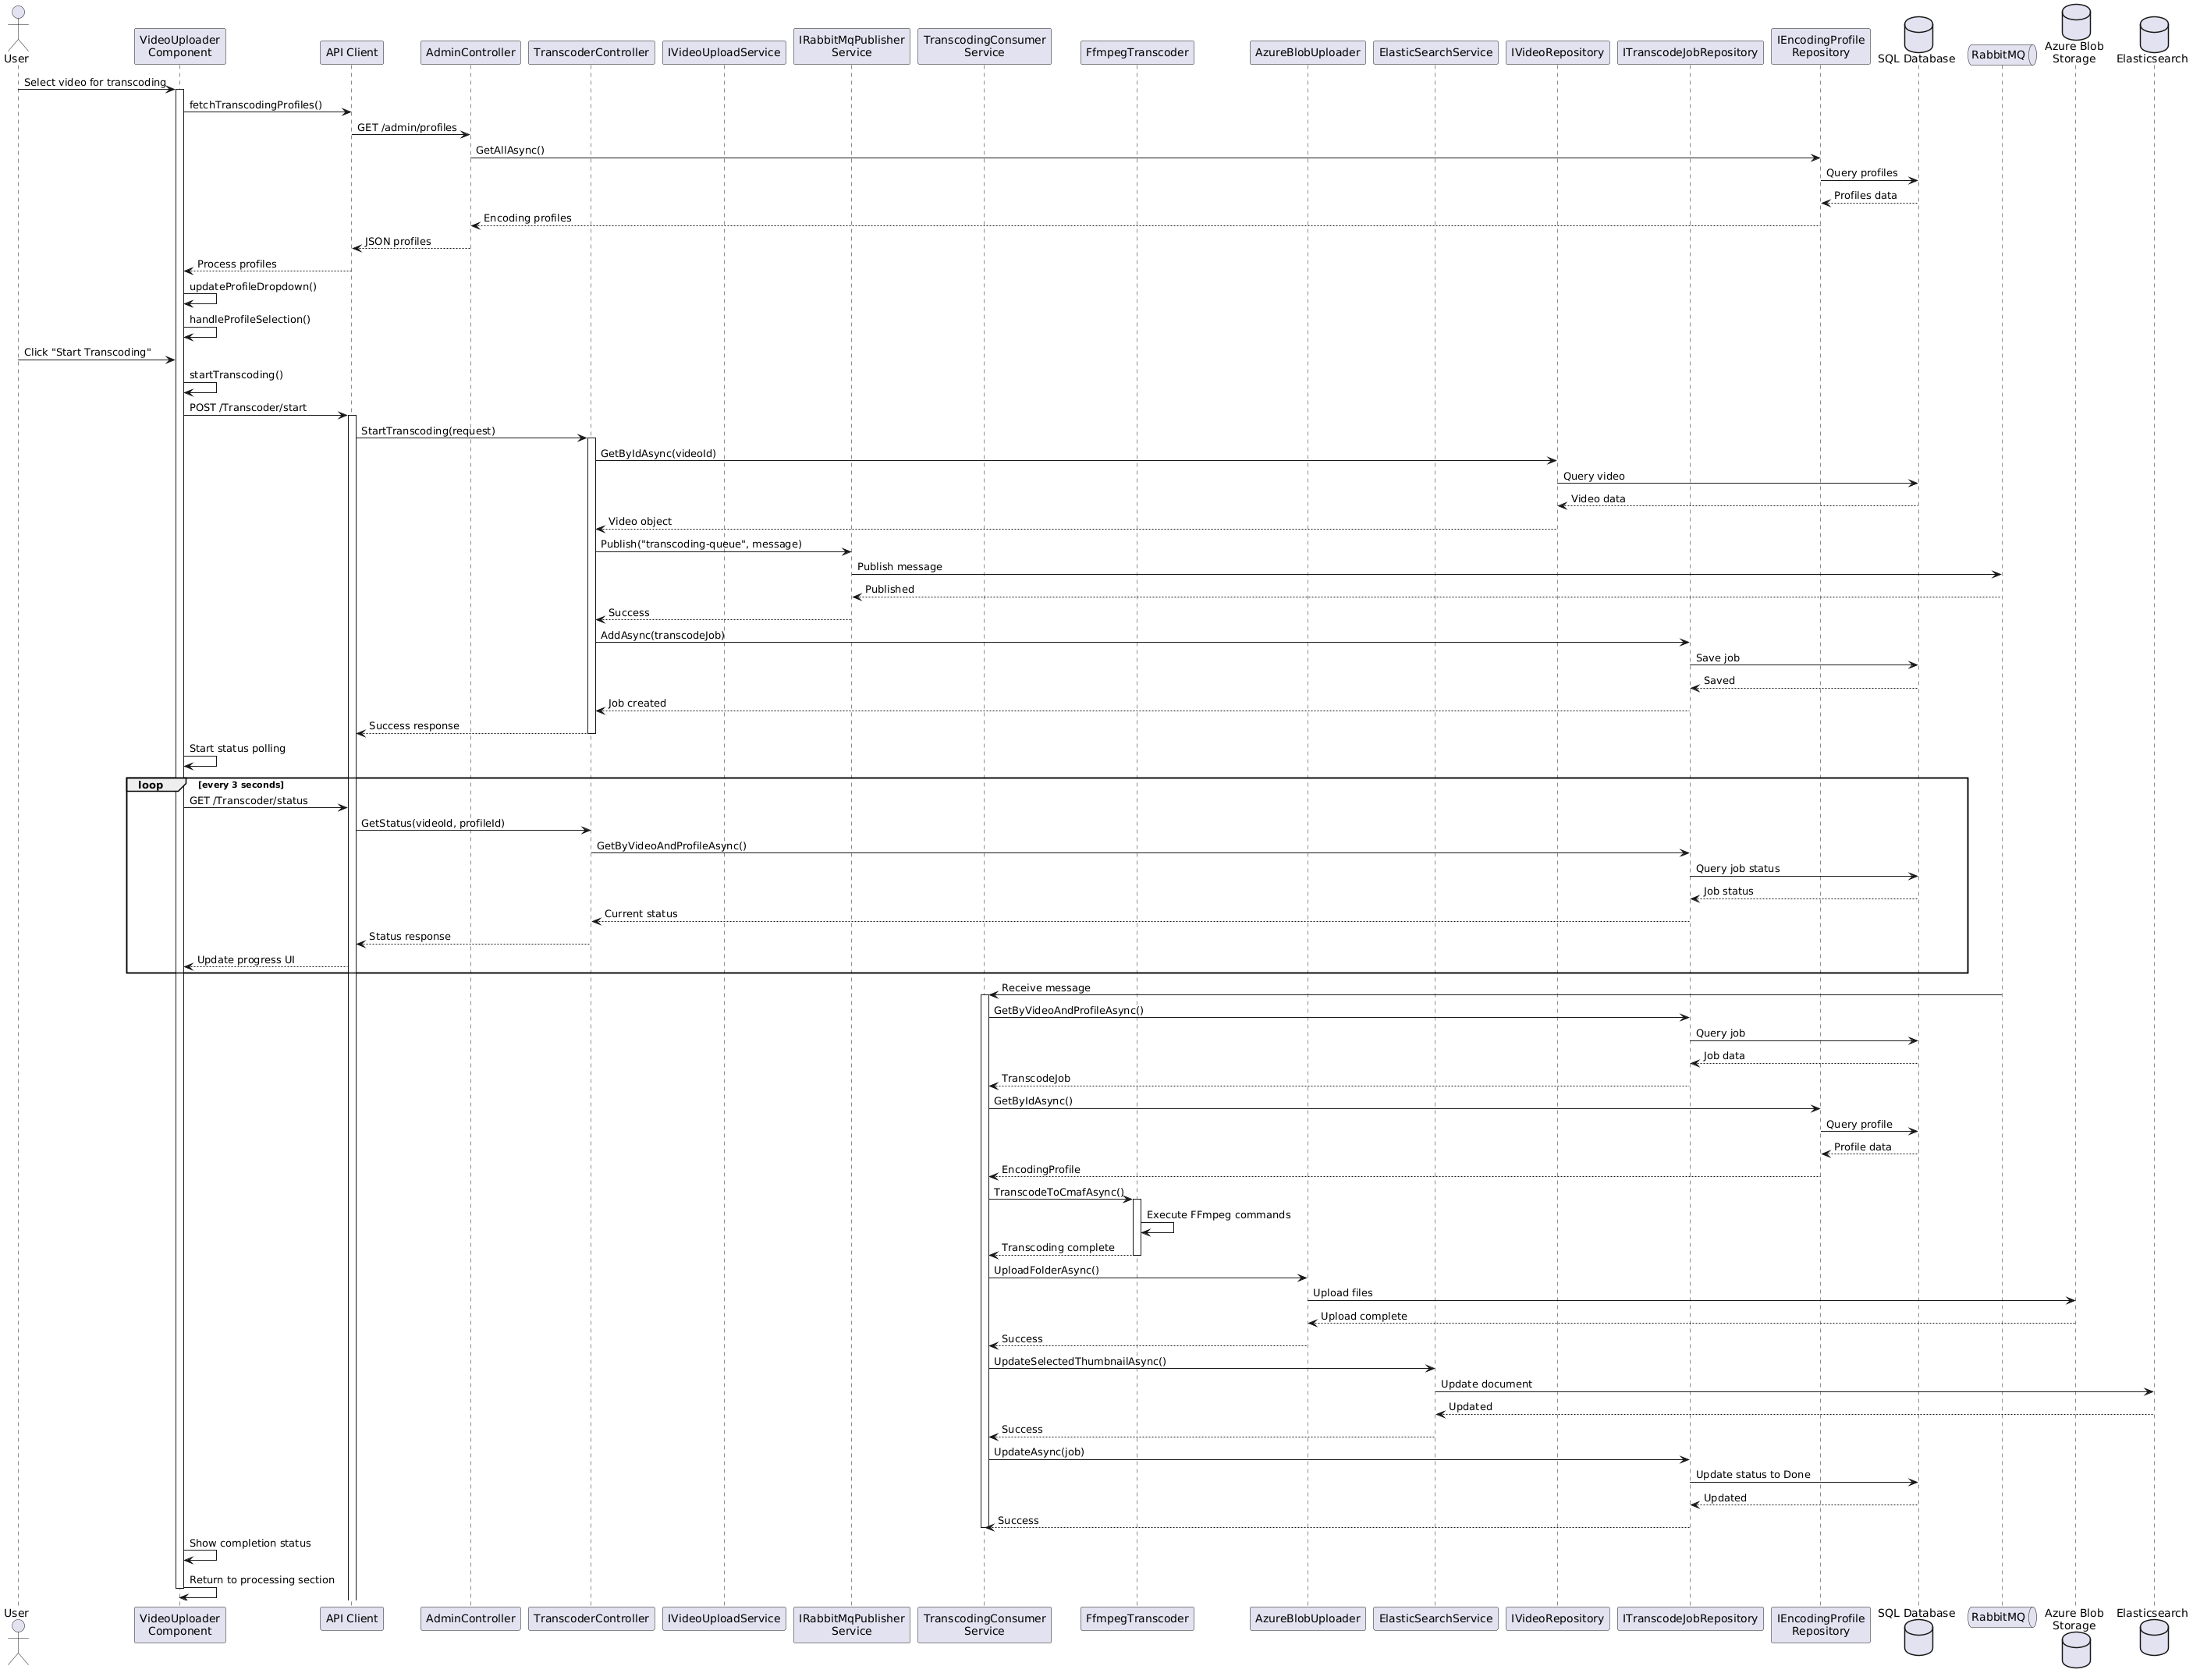 User
VideoUploader
Component
API Client
AdminController
TranscoderController
IVideoUploadService
IRabbitMqPublisher
Service
TranscodingConsumer
Service
FfmpegTranscoder
AzureBlobUploader
ElasticSearchService
IVideoRepository
ITranscodeJobRepository
IEncodingProfile
Repository
SQL Database
RabbitMQ
Azure Blob
Storage
Elasticsearch
Select video for transcoding
fetchTranscodingProfiles()
GET /admin/profiles
GetAllAsync()
Query profiles
Profiles data
Encoding profiles
JSON profiles
Process profiles
updateProfileDropdown()
handleProfileSelection()
Click "Start Transcoding"
startTranscoding()
POST /Transcoder/start
StartTranscoding(request)
GetByIdAsync(videoId)
Query video
Video data
Video object
Publish("transcoding-queue", message)
Publish message
Published
Success
AddAsync(transcodeJob)
Save job
Saved
Job created
Success response
Start status polling
loop [every 3 seconds]
GET /Transcoder/status
GetStatus(videoId, profileId)
GetByVideoAndProfileAsync()
Query job status
Job status
Current status
Status response
Update progress UI
Receive message
GetByVideoAndProfileAsync()
Query job
Job data
TranscodeJob
GetByIdAsync()
Query profile
Profile data
EncodingProfile
TranscodeToCmafAsync()
Execute FFmpeg commands
Transcoding complete
UploadFolderAsync()
Upload files
Upload complete
Success
UpdateSelectedThumbnailAsync()
Update document
Updated
Success
UpdateAsync(job)
Update status to Done
Updated
Success
Show completion status
Return to processing section
User
VideoUploader
Component
API Client
AdminController
TranscoderController
IVideoUploadService
IRabbitMqPublisher
Service
TranscodingConsumer
Service
FfmpegTranscoder
AzureBlobUploader
ElasticSearchService
IVideoRepository
ITranscodeJobRepository
IEncodingProfile
Repository
SQL Database
RabbitMQ
Azure Blob
Storage
Elasticsearch